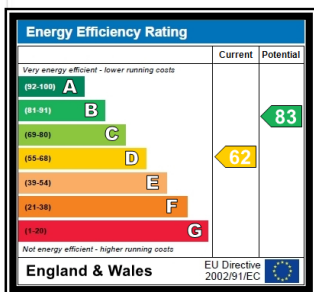 Energy Efficiency Rating
Current Potential
Very energy efficient - lower running costs
(92-100) A
(81-91) B
83
(69-80) C
(55-68) D 62
(39-54) E
(21-38) F
(1-20) G
Not energy efficient - higher running costs
England & Wales
EU Directive
2002/91/EC